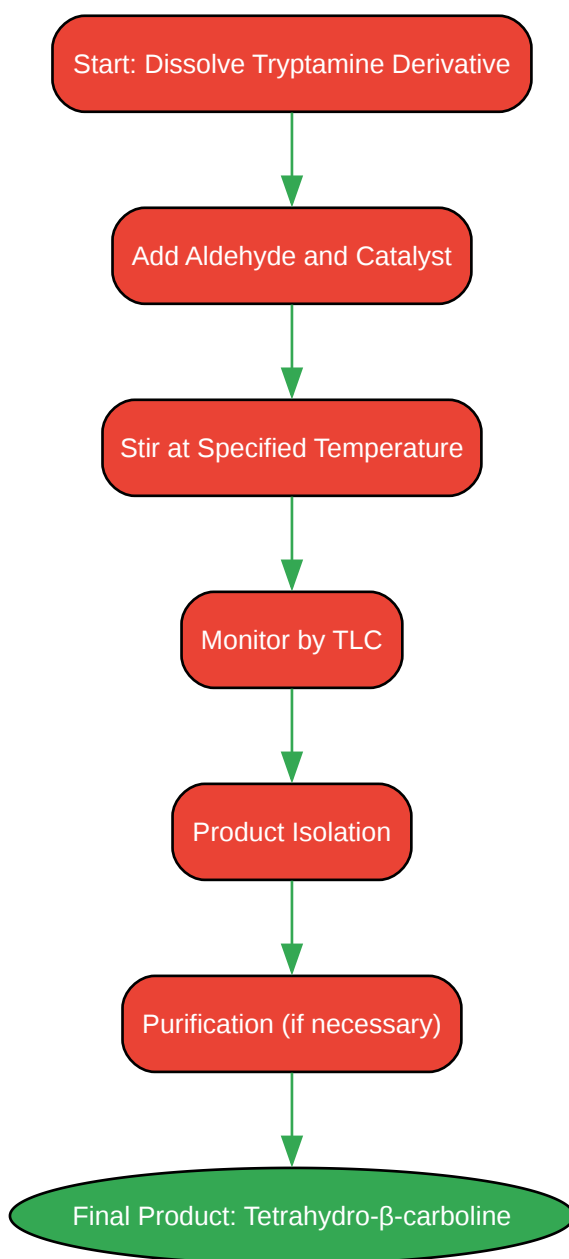 Start: Dissolve Tryptamine Derivative
Add Aldehyde and Catalyst
Stir at Specified Temperature
Monitor by TLC
Product Isolation
Purification (if necessary)
Final Product: Tetrahydro-β-carboline